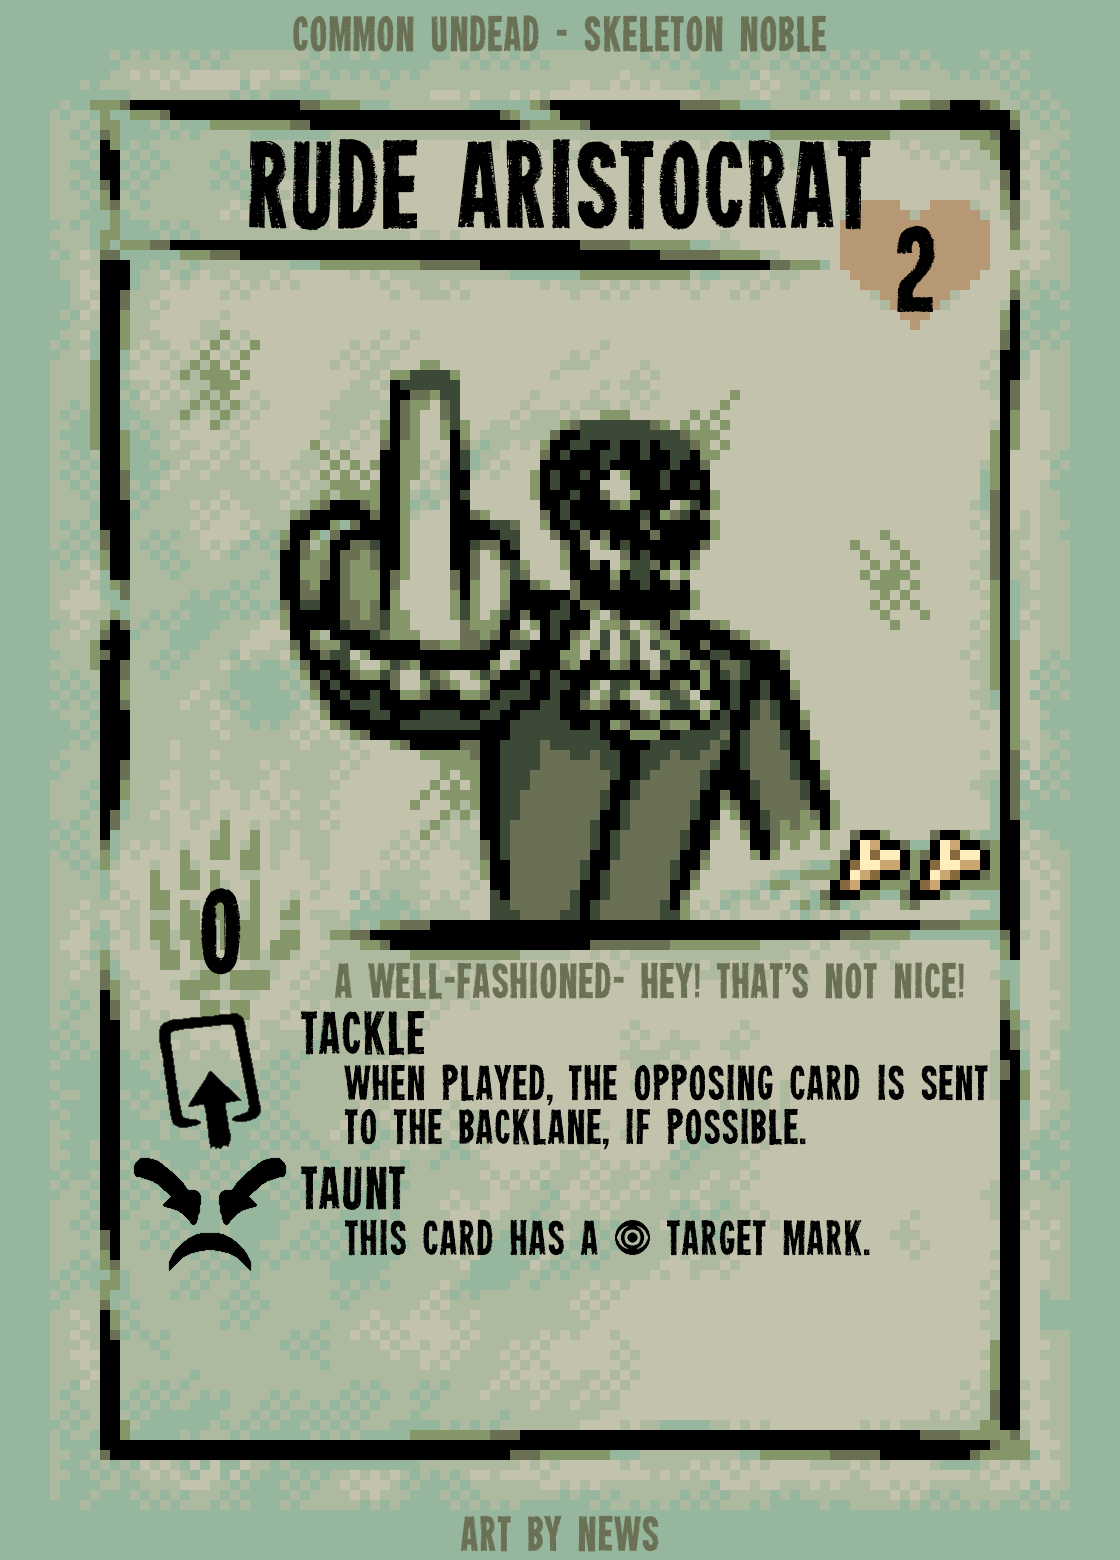 COMMON UNDEAD - SKELETON NOBLE
RUDE ARISTOCRAT
2
0
A WELL-FASHIONED- HEY! THAT'S NOT NICE!
TACKLE
WHEN PLAYED, THE OPPOSING CARD IS SENT
TO THE BACKLANE, IF POSSIBLE.
TAUNT
THIS CARD HAS A TARGET MARK.
ART BY NEWS